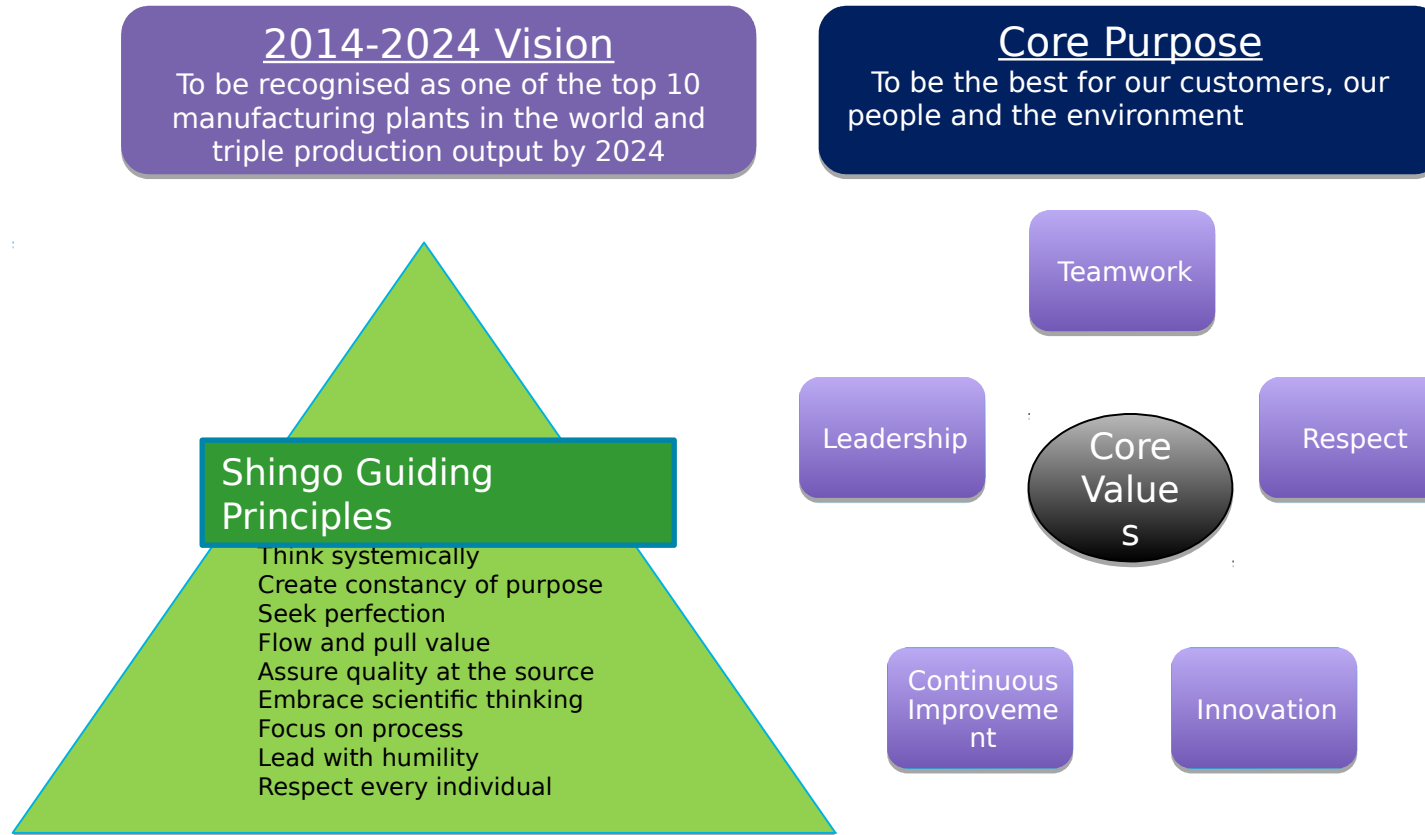 2014-2024 Vision
To be recognised as one of the top 10
manufacturing plants in the world and
triple production output by 2024
Core Purpose
To be the best for our customers, our
people and the environment
Shingo Guiding
Principles
Think systemically
Create constancy of purpose
Seek perfection
Flow and pull value
Assure quality at the source
Embrace scientific thinking
Focus on process
Lead with humility
Respect every individual
Teamwork
Leadership
Core
Value
s
Respect
Continuous
Improveme
nt
Innovation